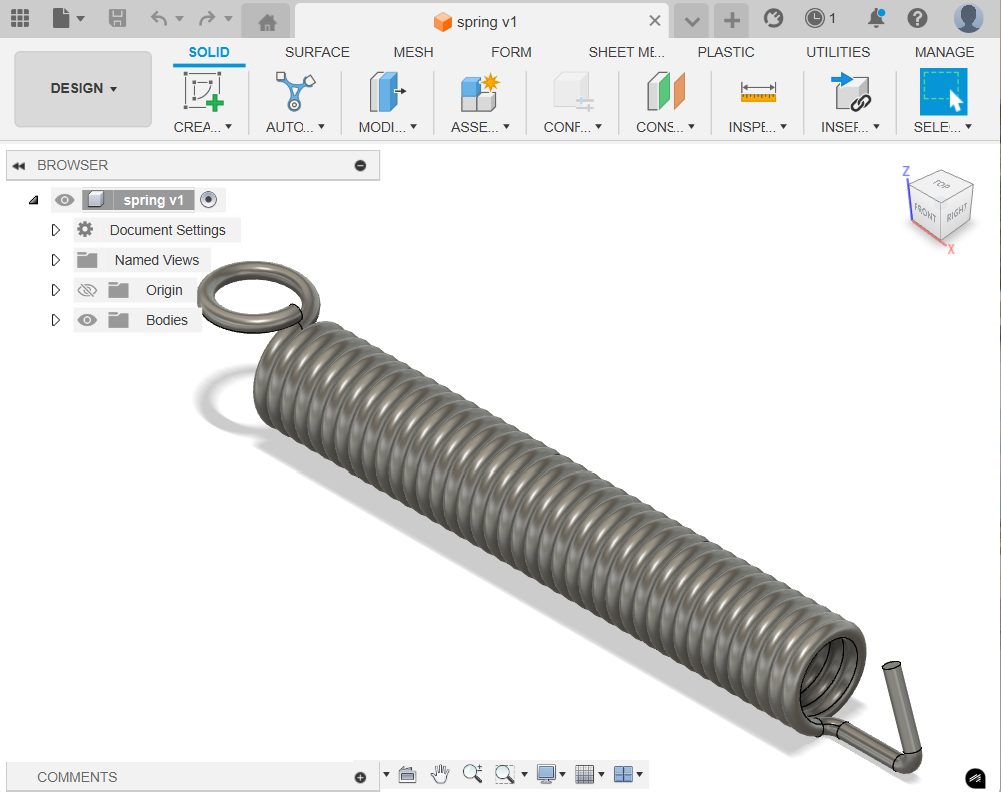 spring v1
1
DESIGN
SOLID SURFACE MESH FORM SHEET ME... PLASTIC UTILITIES MANAGE
CREA... AUTO... MODI... ASSE... CONF... CONS... INSPE... INSEF... SELE...
BROWSER
spring v1
Document Settings
Named Views
Origin
Bodies
Z
TOP
FRONT RIGHT
X
COMMENTS